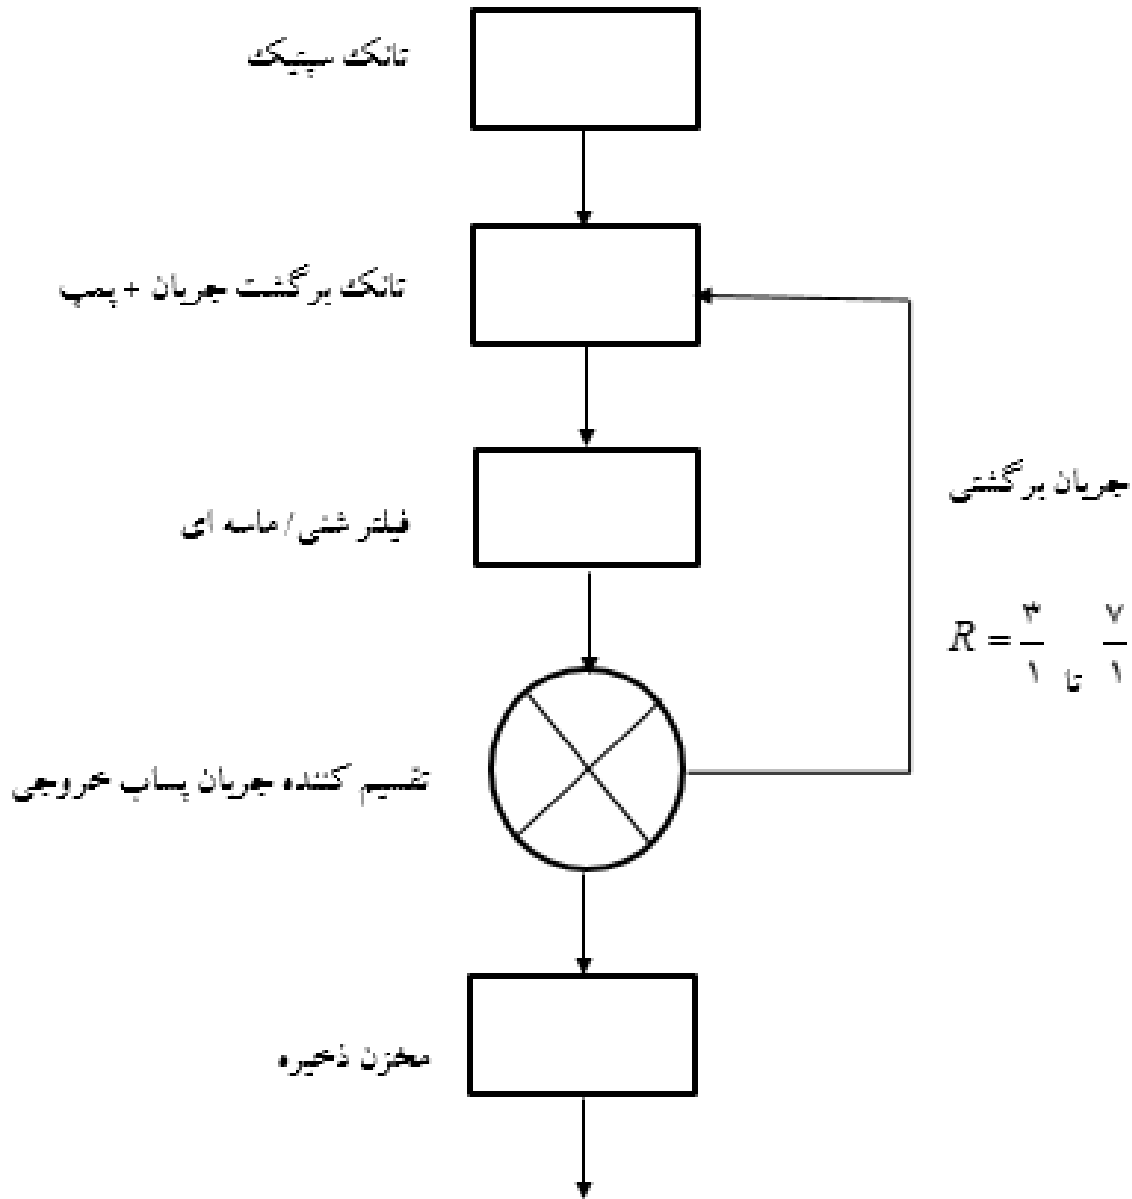 تانک سپتیک
تانک برگشت جریان + پمپ
فیلتر شنی / ماسه ای
جریان برگشتی
R = ۳/۱ تا ۷/۱
تقسیم کننده جریان پساب خروجی
مخزن ذخیره